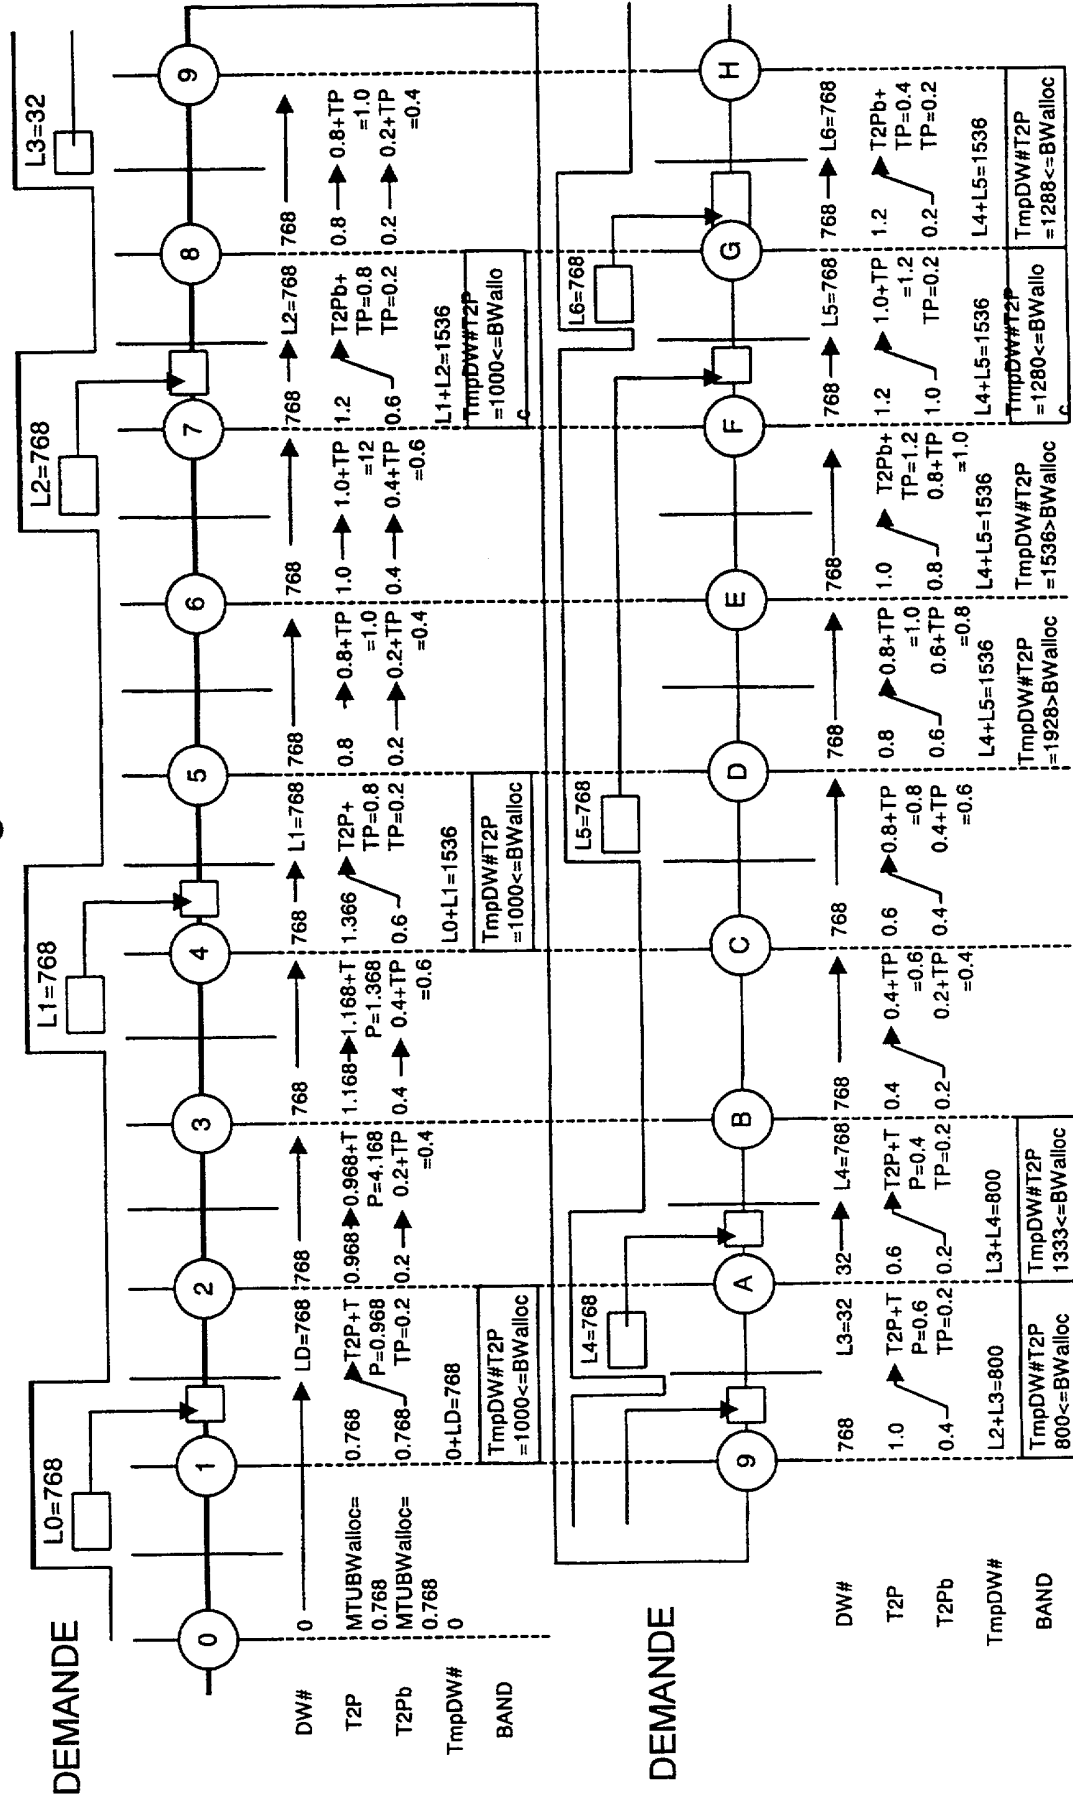 DEMANDE
L0=768
L1=768
L2=768
L3=32
0
1
2
3
4
5
6
7
8
9
DW#
0
LD=768
768
768
768
L1=768
768
768
768
L2=768
768
T2P
MTUBWalloc=
0.768
0.768
T2P+T
P=0.968
0.968
0.968+T
P=4.168
1.168
1.168+T
P=1.368
1.366
T2P+
TP=0.8
0.8
0.8+TP
=1.0
1.0
1.0+TP
=12
1.2
T2Pb+
TP=0.8
0.8
0.8+TP
=1.0
T2Pb
MTUBWalloc=
0.768
0.768
TP=0.2
0.2
0.2+TP
=0.4
0.4
0.4+TP
=0.6
0.6
TP=0.2
0.2
0.2+TP
=0.4
0.4
0.4+TP
=0.6
0.6
TP=0.2
0.2
0.2+TP
=0.4
TmpDW#
0
0+LD=768
L0+L1=1536
L1+L2=1536
BAND
TmpDW#T2P
=1000<=BWalloc
TmpDW#T2P
=1000<=BWalloc
TmpDW#T2P
=1000<=BWallo
c
DEMANDE
L4=768
L5=768
L6=768
9
A
B
C
D
E
F
G
H
DW#
768
L3=32
32
L4=768
768
768
768
768
768
L5=768
768
L6=768
T2P
1.0
T2P+T
P=0.6
0.6
T2P+T
P=0.4
0.4
0.4+TP
=0.6
0.6
0.8+TP
=0.8
0.8
0.8+TP
=1.0
1.0
T2Pb+
TP=1.2
1.2
1.0+TP
=1.2
1.2
T2Pb+
TP=0.4
T2Pb
0.4
TP=0.2
0.2
TP=0.2
0.2
0.2+TP
=0.4
0.4
0.4+TP
=0.6
0.6
0.6+TP
=0.8
0.8
0.8+TP
=1.0
1.0
TP=0.2
0.2
TP=0.2
TmpDW#
L2+L3=800
L3+L4=800
L4+L5=1536
L4+L5=1536
L4+L5=1536
L4+L5=1536
BAND
TmpDW#T2P
800<=BWalloc
TmpDW#T2P
1333<=BWalloc
TmpDW#T2P
=1928>BWalloc
TmpDW#T2P
=1536>BWalloc
TmpDW#T2P
=1280<=BWallo
c
TmpDW#T2P
=1288<=BWalloc